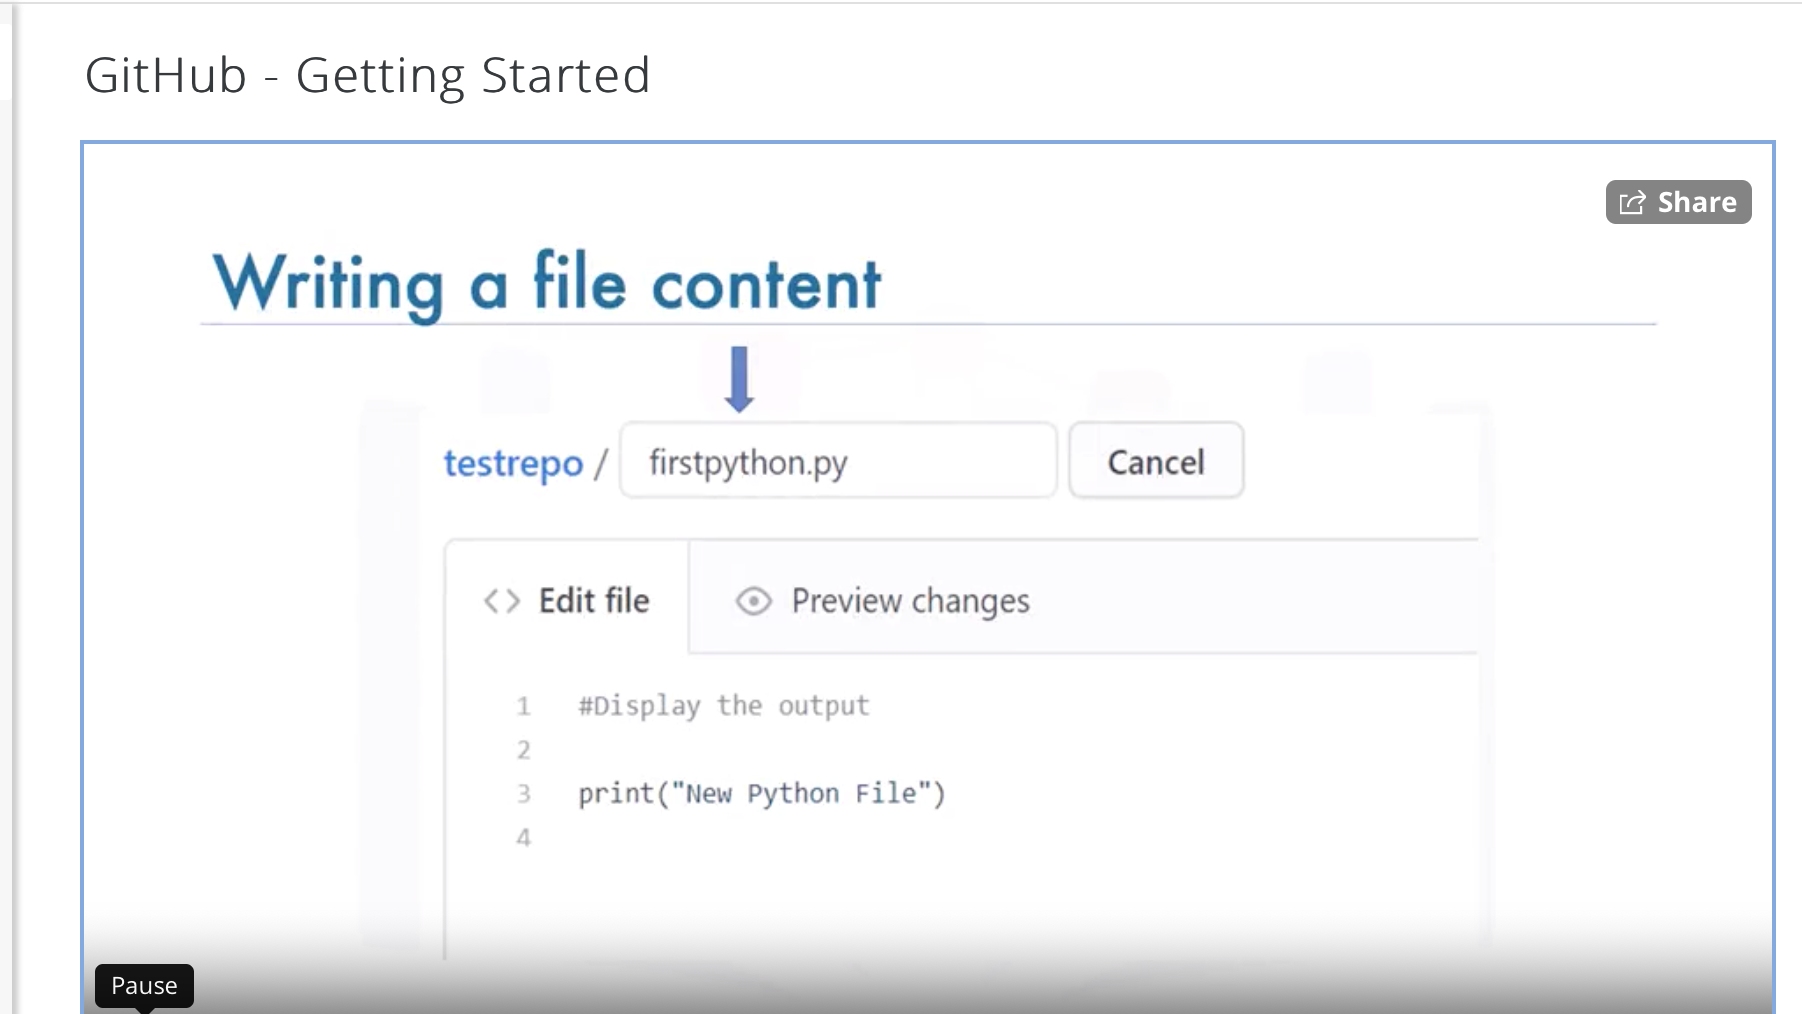 GitHub - Getting Started
Share
Writing a file content
testrepo / firstpython.py Cancel
<> Edit file Preview changes
1 #Display the output
2
3 print("New Python File")
4
Pause